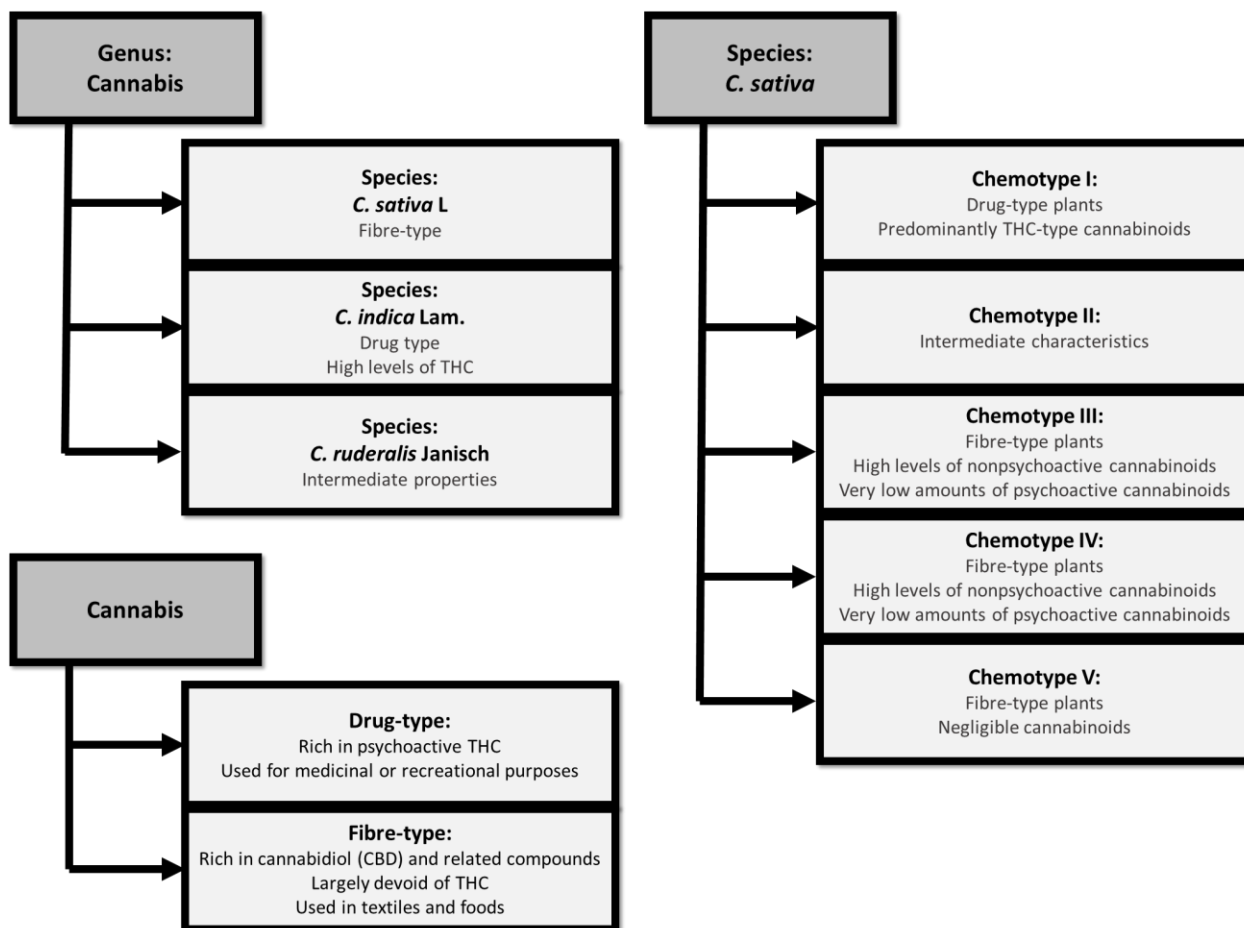 Genus:
Cannabis
Species:
C. sativa L
Fibre-type
Species:
C. indica Lam.
Drug type
High levels of THC
Species:
C. ruderalis Janisch
Intermediate properties
Cannabis
Drug-type:
Rich in psychoactive THC
Used for medicinal or recreational purposes
Fibre-type:
Rich in cannabidiol (CBD) and related compounds
Largely devoid of THC
Used in textiles and foods
Species:
C. sativa
Chemotype I:
Drug-type plants
Predominantly THC-type cannabinoids
Chemotype II:
Intermediate characteristics
Chemotype III:
Fibre-type plants
High levels of nonpsychoactive cannabinoids
Very low amounts of psychoactive cannabinoids
Chemotype IV:
Fibre-type plants
High levels of nonpsychoactive cannabinoids
Very low amounts of psychoactive cannabinoids
Chemotype V:
Fibre-type plants
Negligible cannabinoids